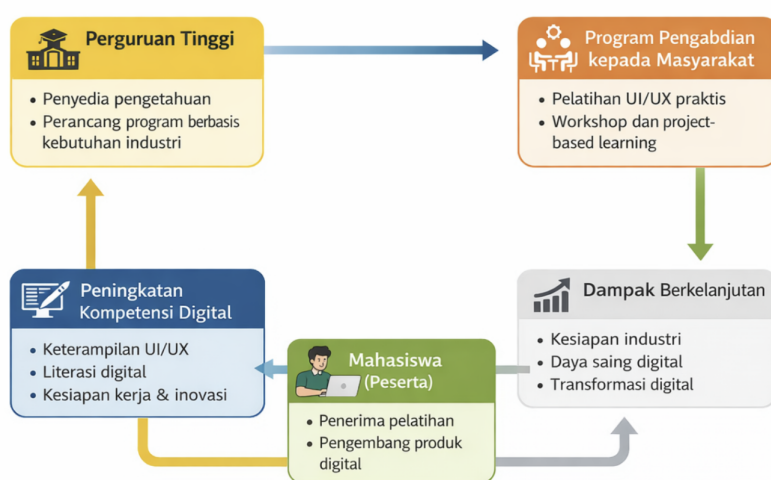 Perguruan Tinggi
• Penyedia pengetahuan
• Perancang program berbasis
kebutuhan industri
Program Pengabdian
kepada Masyarakat
• Pelatihan UI/UX praktis
• Workshop dan project-
based learning
Peningkatan
Kompetensi Digital
• Keterampilan UI/UX
• Literasi digital
• Kesiapan kerja & inovasi
Mahasiswa
(Peserta)
• Penerima pelatihan
• Pengembang produk
digital
Dampak Berkelanjutan
• Kesiapan industri
• Daya saing digital
• Transformasi digital